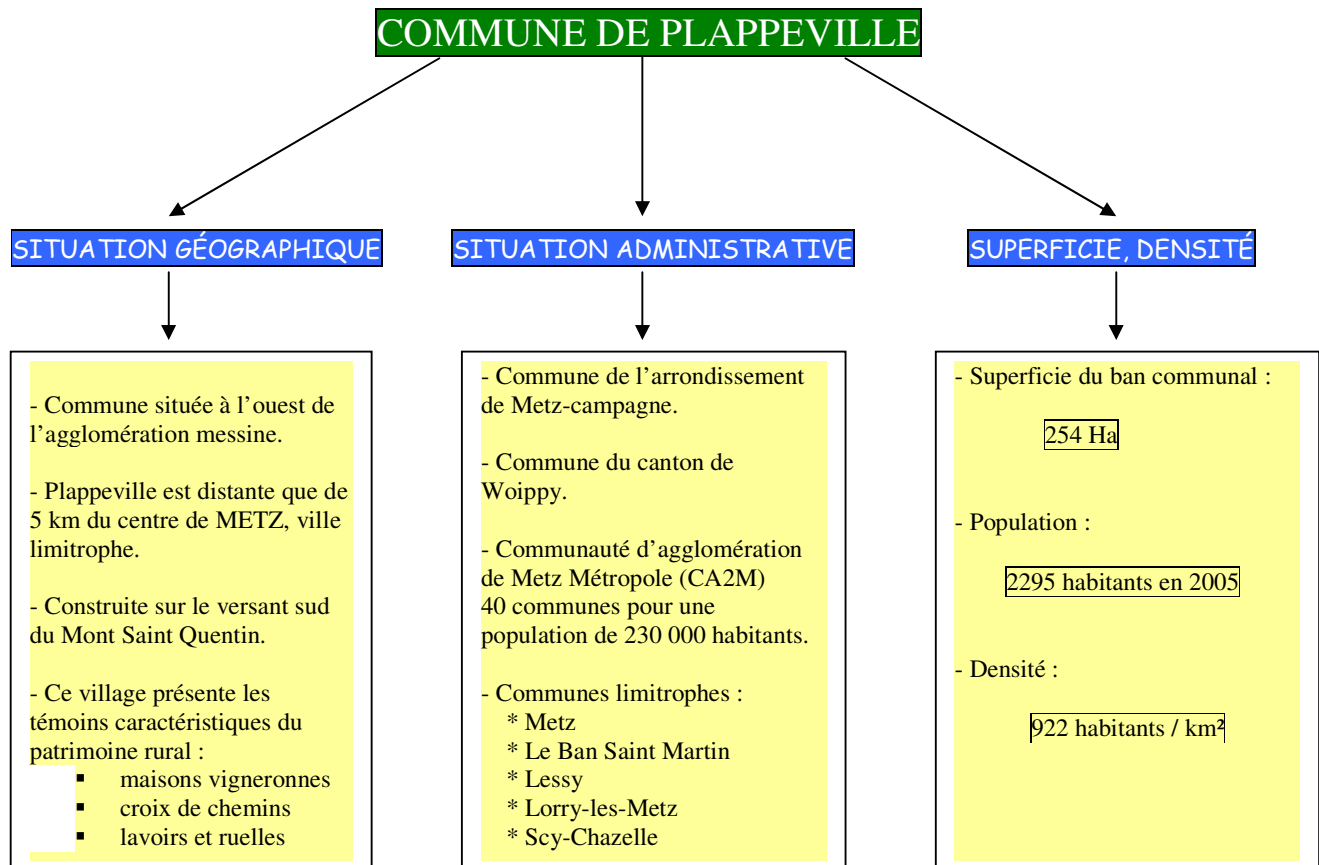 COMMUNE DE PLAPPEVILLE
SITUATION GÉOGRAPHIQUE
- Commune située à l’ouest de
l’agglomération messine.
- Plappeville est distante que de
5 km du centre de METZ, ville
limitrophe.
- Construite sur le versant sud
du Mont Saint Quentin.
- Ce village présente les
témoins caractéristiques du
patrimoine rural :
▪ maisons vigneronnes
▪ croix de chemins
▪ lavoirs et ruelles
SITUATION ADMINISTRATIVE
- Commune de l’arrondissement
de Metz-campagne.
- Commune du canton de
Woippy.
- Communauté d’agglomération
de Metz Métropole (CA2M)
40 communes pour une
population de 230 000 habitants.
- Communes limitrophes :
* Metz
* Le Ban Saint Martin
* Lessy
* Lorry-les-Metz
* Scy-Chazelle
SUPERFICIE, DENSITÉ
- Superficie du ban communal :
254 Ha
- Population :
2295 habitants en 2005
- Densité :
922 habitants / km²